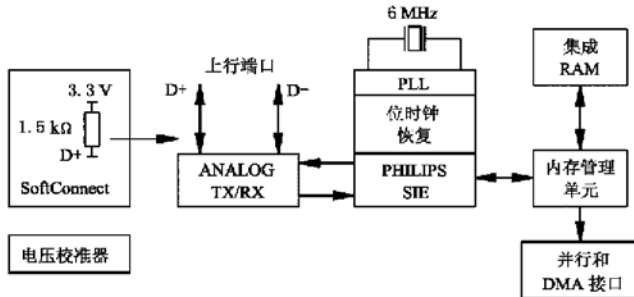 6 MHz
上行端口
D+
D-
3.3 V
1.5 kΩ
D+
SoftConnect
电压校准器
ANALOG
TX/RX
PLL
位时钟
恢复
PHILIPS
SIE
集成
RAM
内存管理
单元
并行和
DMA 接口